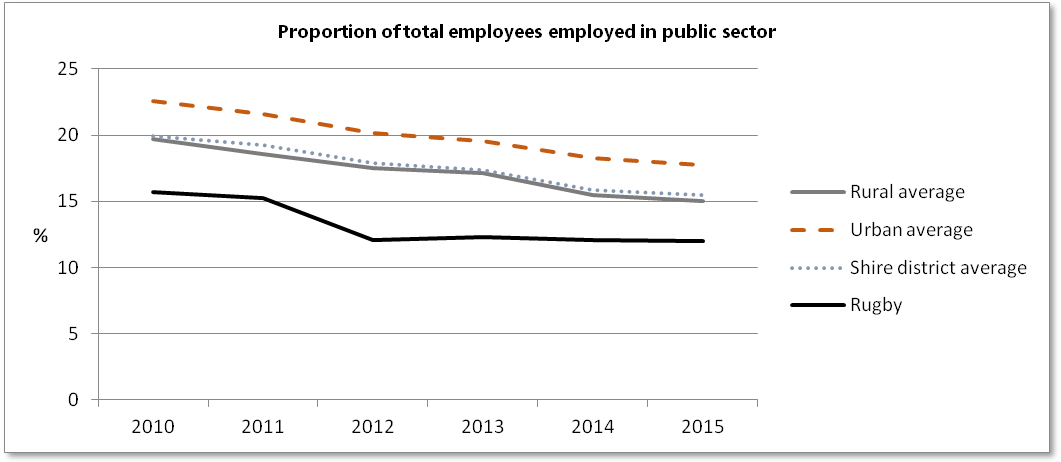 Proportion of total employees employed in public sector
25
20
15
%
10
5
0
2010 2011 2012 2013 2014 2015
Rural average
Urban average
Shire district average
Rugby